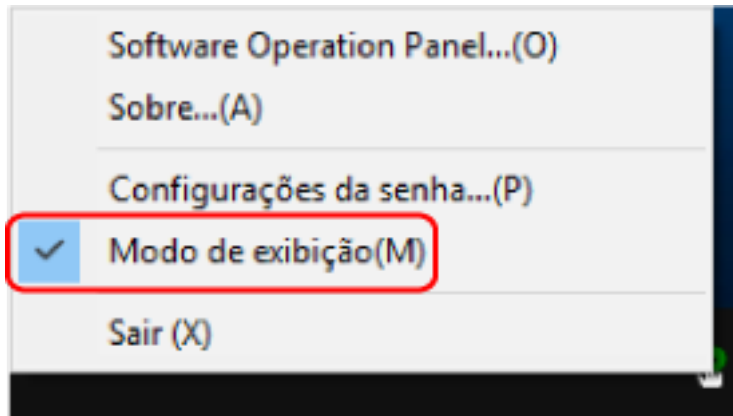 Software Operation Panel...(O)
Sobre...(A)
Configurações da senha...(P)
Modo de exibição(M)
Sair (X)